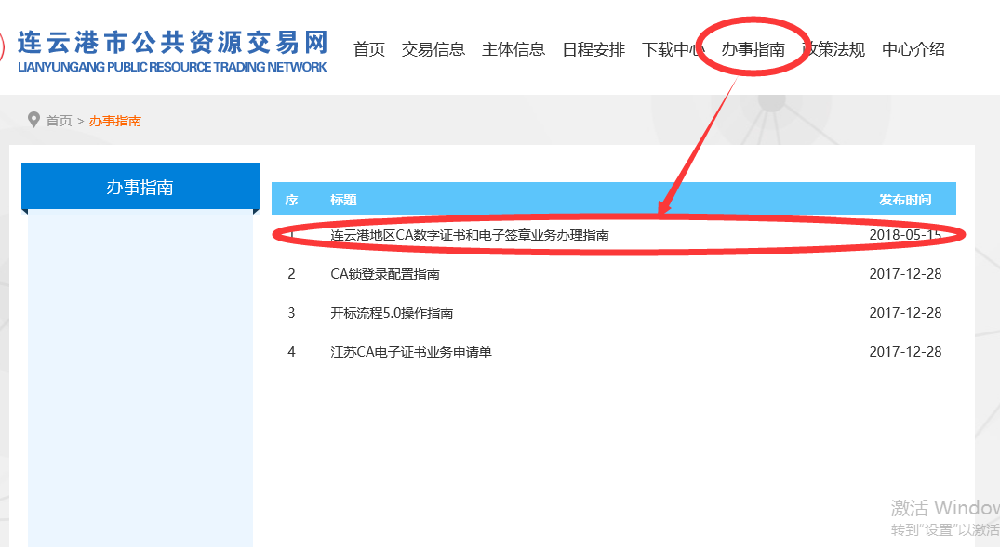 连云港市公共资源交易网
LIANYUNGANG PUBLIC RESOURCE TRADING NETWORK
首页 交易信息 主体信息 日程安排 下载中心 办事指南 政策法规 中心介绍
首页 > 办事指南
办事指南
序 标题 发布时间
1 连云港地区CA数字证书和电子签章业务办理指南 2018-05-15
2 CA锁登录配置指南 2017-12-28
3 开标流程5.0操作指南 2017-12-28
4 江苏CA电子证书业务申请单 2017-12-28
激活 Window
转到"设置"以激活